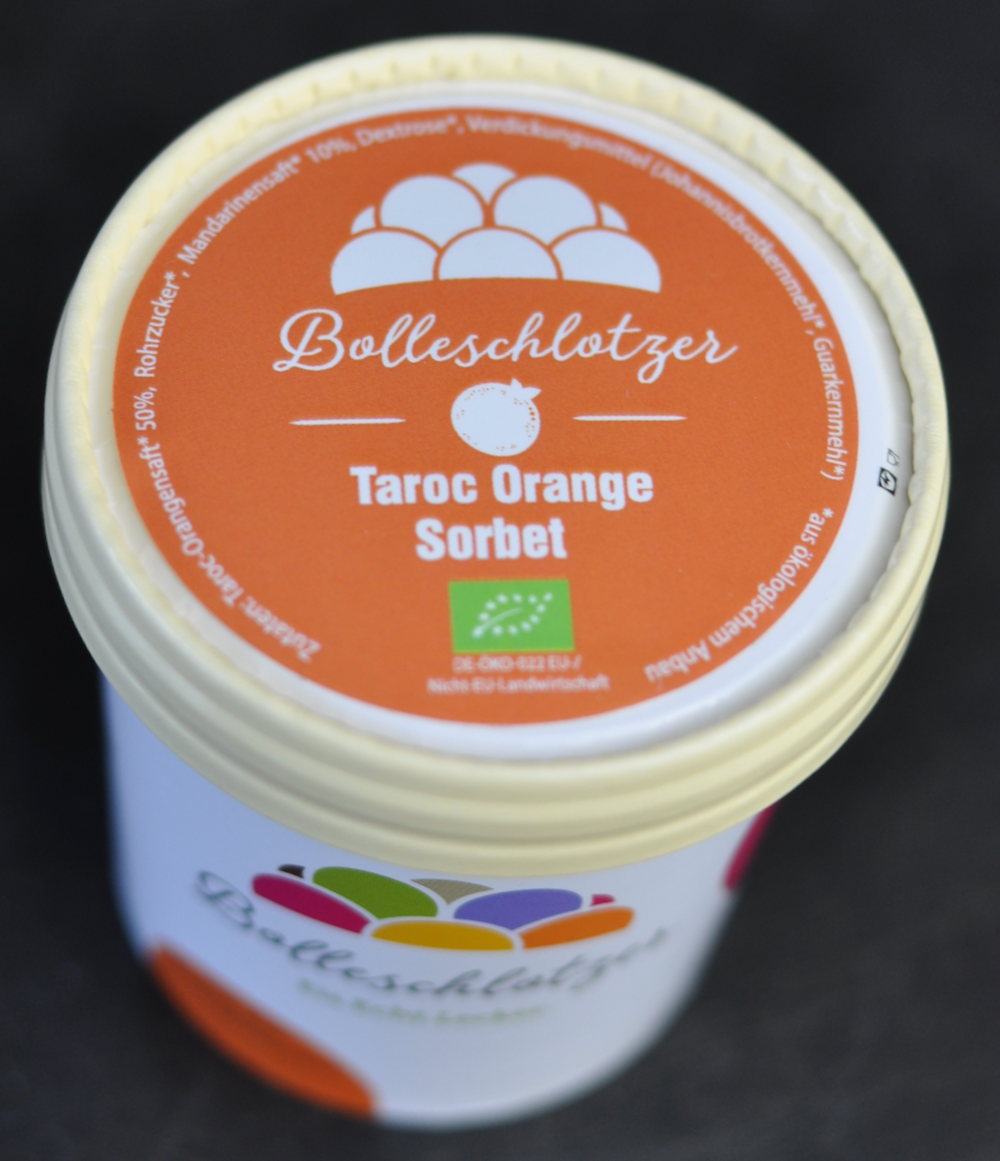 Zutaten: Taroc-Orangensaft* 50%, Rohrzucker*, Mandarinensaft* 10%, Dextrose*, Verdickungsmittel (Johannisbrotkernmehl*, Guarkernmehl*)
*aus ökologischem Anbau
Bolleschlotzer
Taroc Orange
Sorbet
DE-ÖKO-022 EU-/
Nicht-EU-Landwirtschaft
Bolleschlotzer